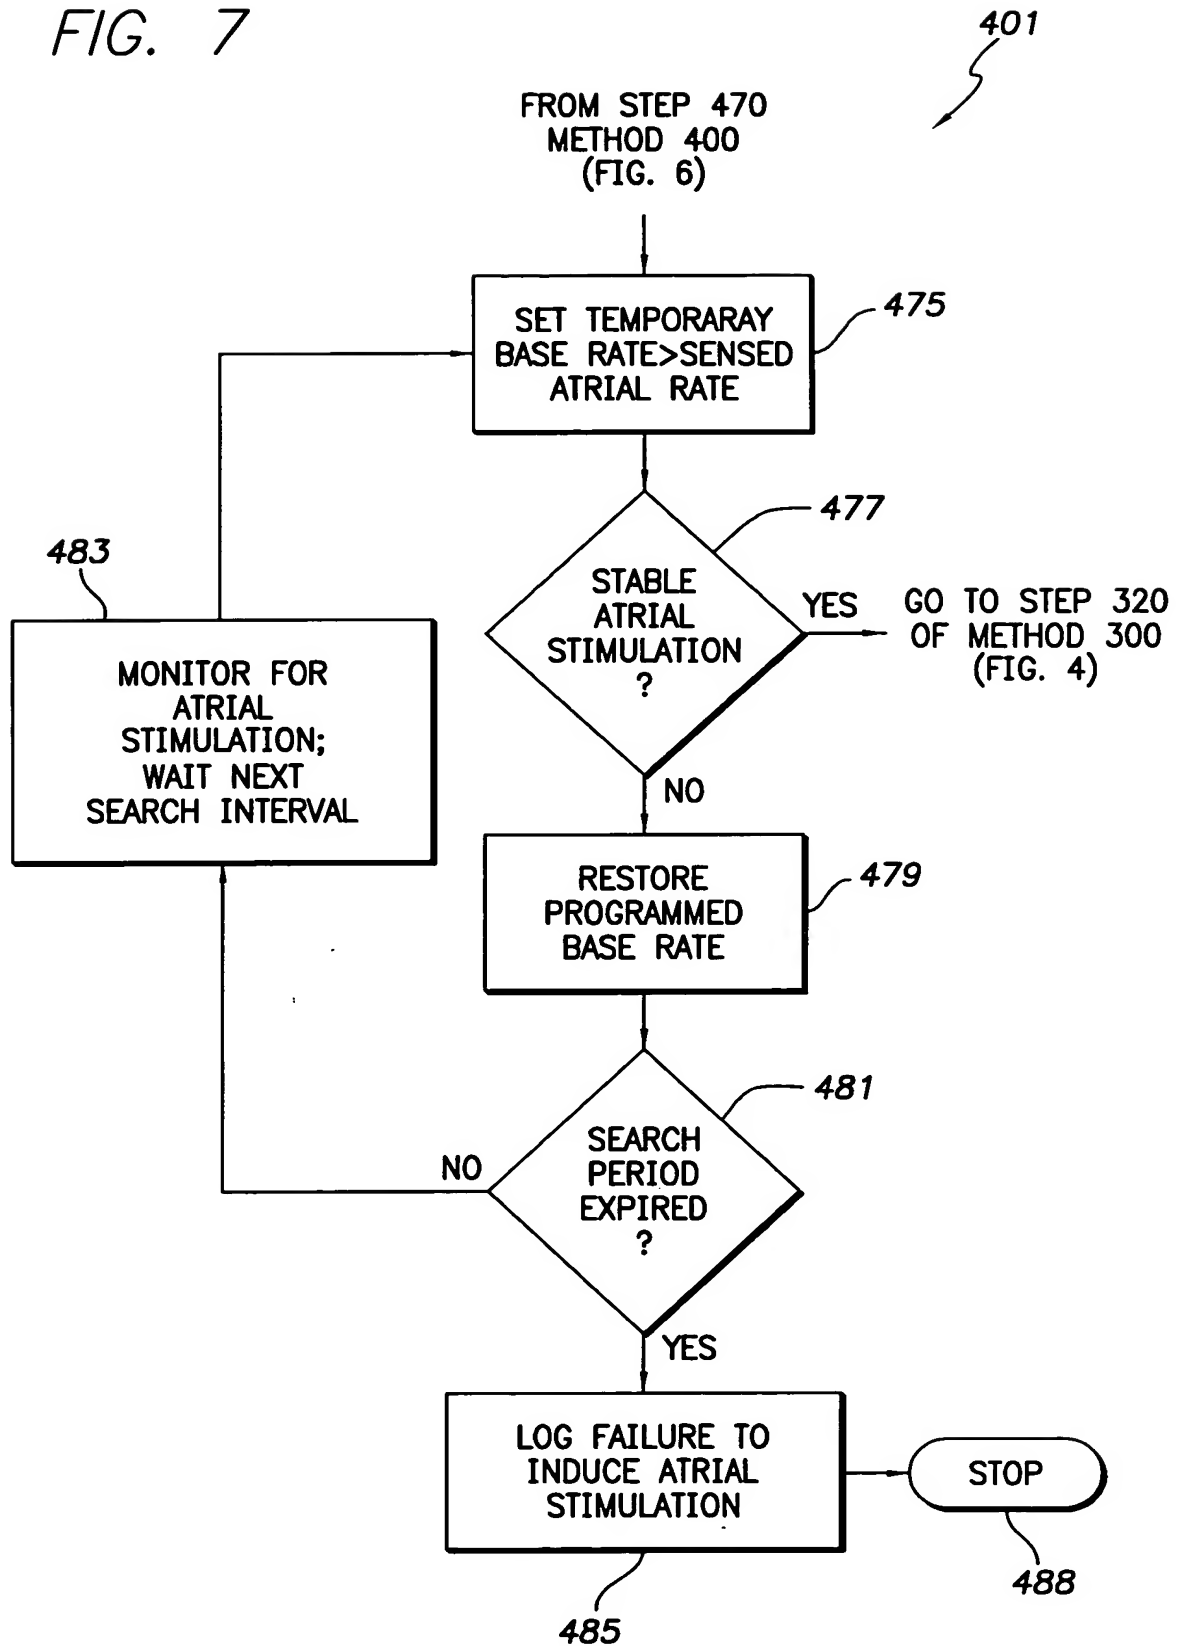 FIG. 7
401
FROM STEP 470
METHOD 400
(FIG. 6)
SET TEMPORARAY
BASE RATE>SENSED
ATRIAL RATE
475
477
STABLE
ATRIAL
STIMULATION
?
YES
GO TO STEP 320
OF METHOD 300
(FIG. 4)
NO
483
MONITOR FOR
ATRIAL
STIMULATION;
WAIT NEXT
SEARCH INTERVAL
RESTORE
PROGRAMMED
BASE RATE
479
481
SEARCH
PERIOD
EXPIRED
?
NO
YES
LOG FAILURE TO
INDUCE ATRIAL
STIMULATION
485
STOP
488